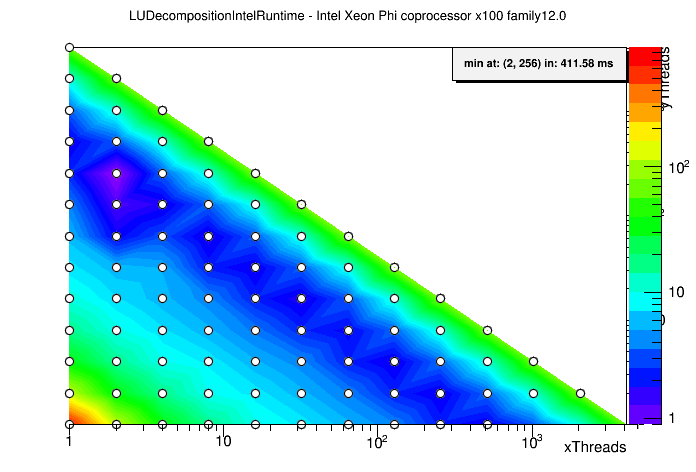 LUDecompositionIntelRuntime - Intel Xeon Phi coprocessor x100 family12.0
min at: (2, 256) in: 411.58 ms
yThreads
10²
10
1
1
10
10²
10³
xThreads